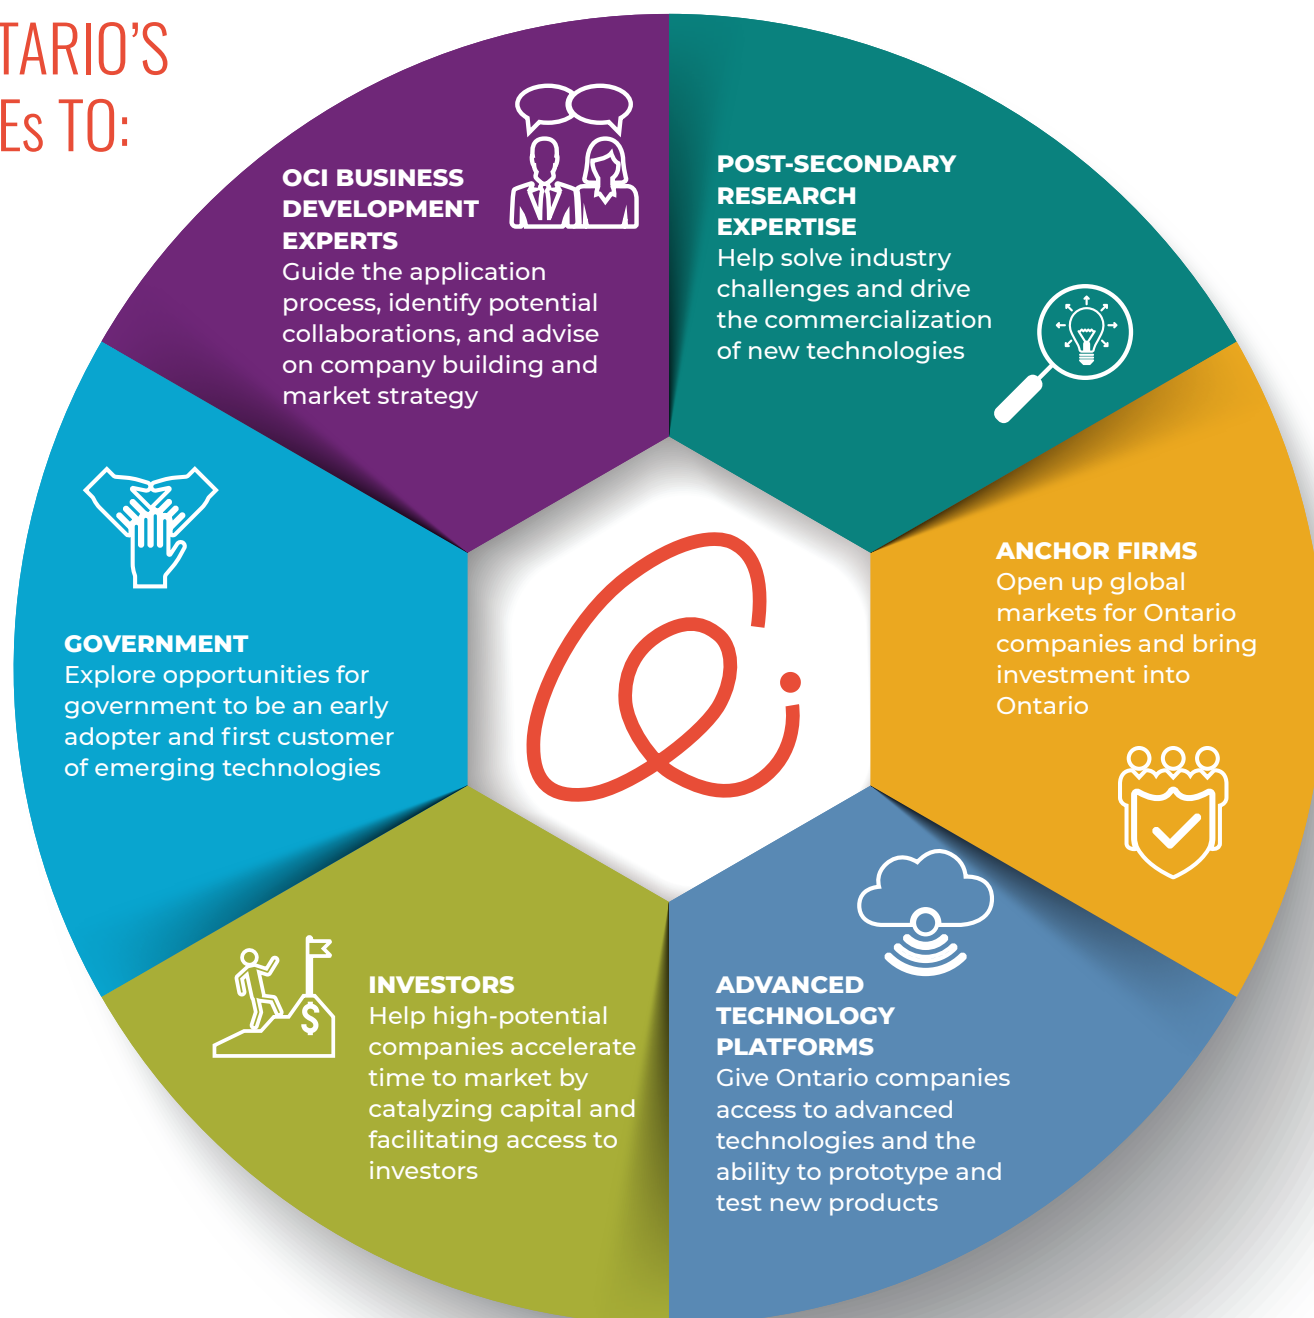 TARIO'S
Es TO:
OCI BUSINESS
DEVELOPMENT
EXPERTS
Guide the application
process, identify potential
collaborations, and advise
on company building and
market strategy
POST-SECONDARY
RESEARCH
EXPERTISE
Help solve industry
challenges and drive
the commercialization
of new technologies
ANCHOR FIRMS
Open up global
markets for Ontario
companies and bring
investment into
Ontario
ADVANCED
TECHNOLOGY
PLATFORMS
Give Ontario companies
access to advanced
technologies and the
ability to prototype and
test new products
INVESTORS
Help high-potential
companies accelerate
time to market by
catalyzing capital and
facilitating access to
investors
$
GOVERNMENT
Explore opportunities for
government to be an early
adopter and first customer
of emerging technologies